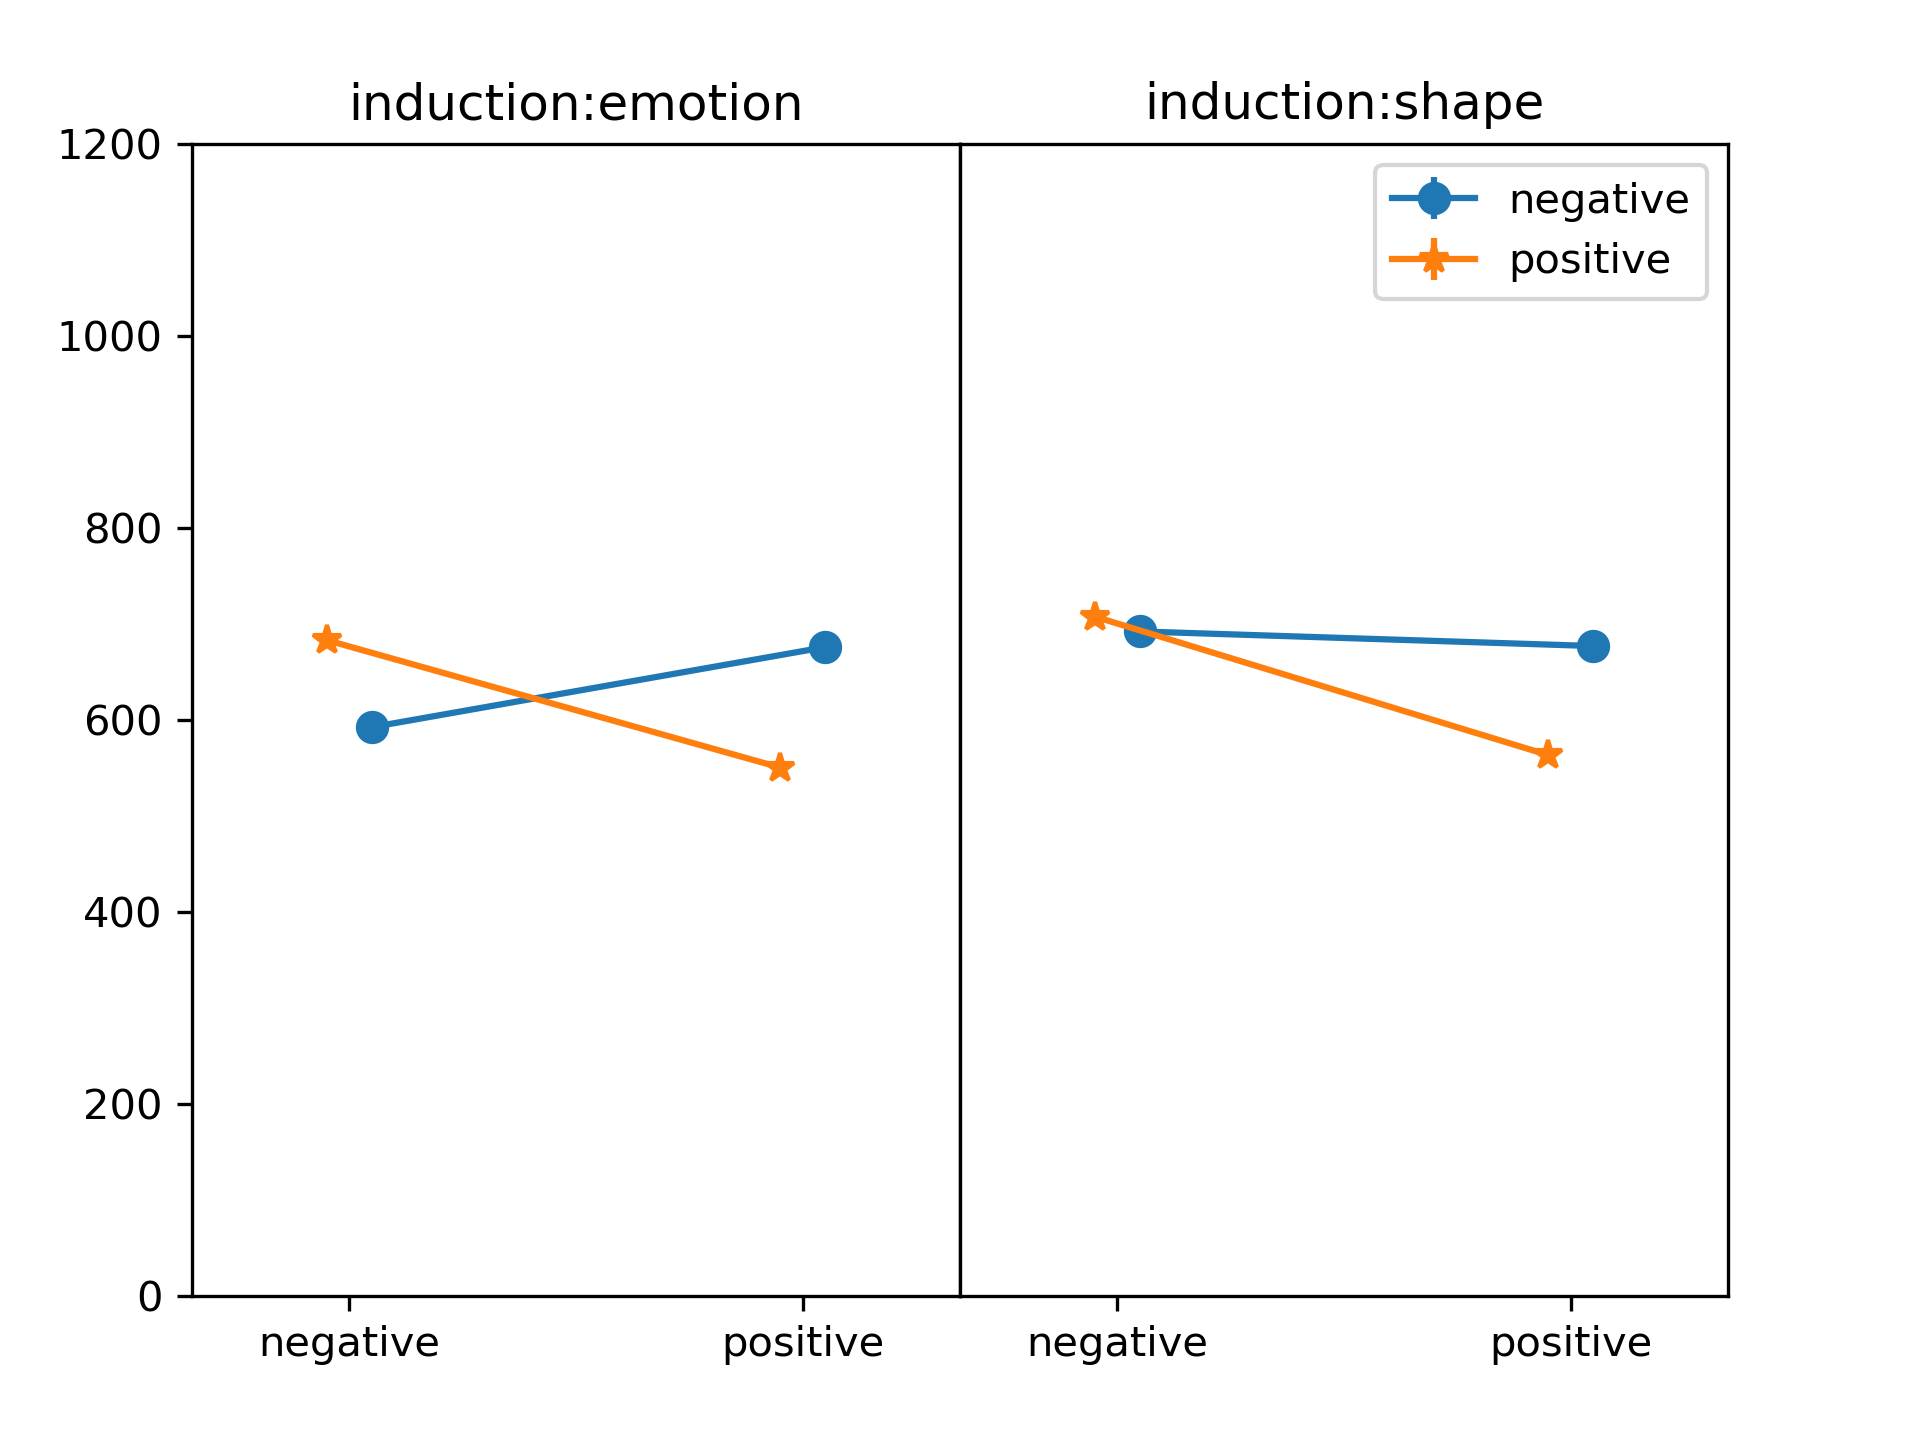 induction:emotion
induction:shape
1200
1000
800
600
400
200
0
negative
positive
negative
positive
negative
positive